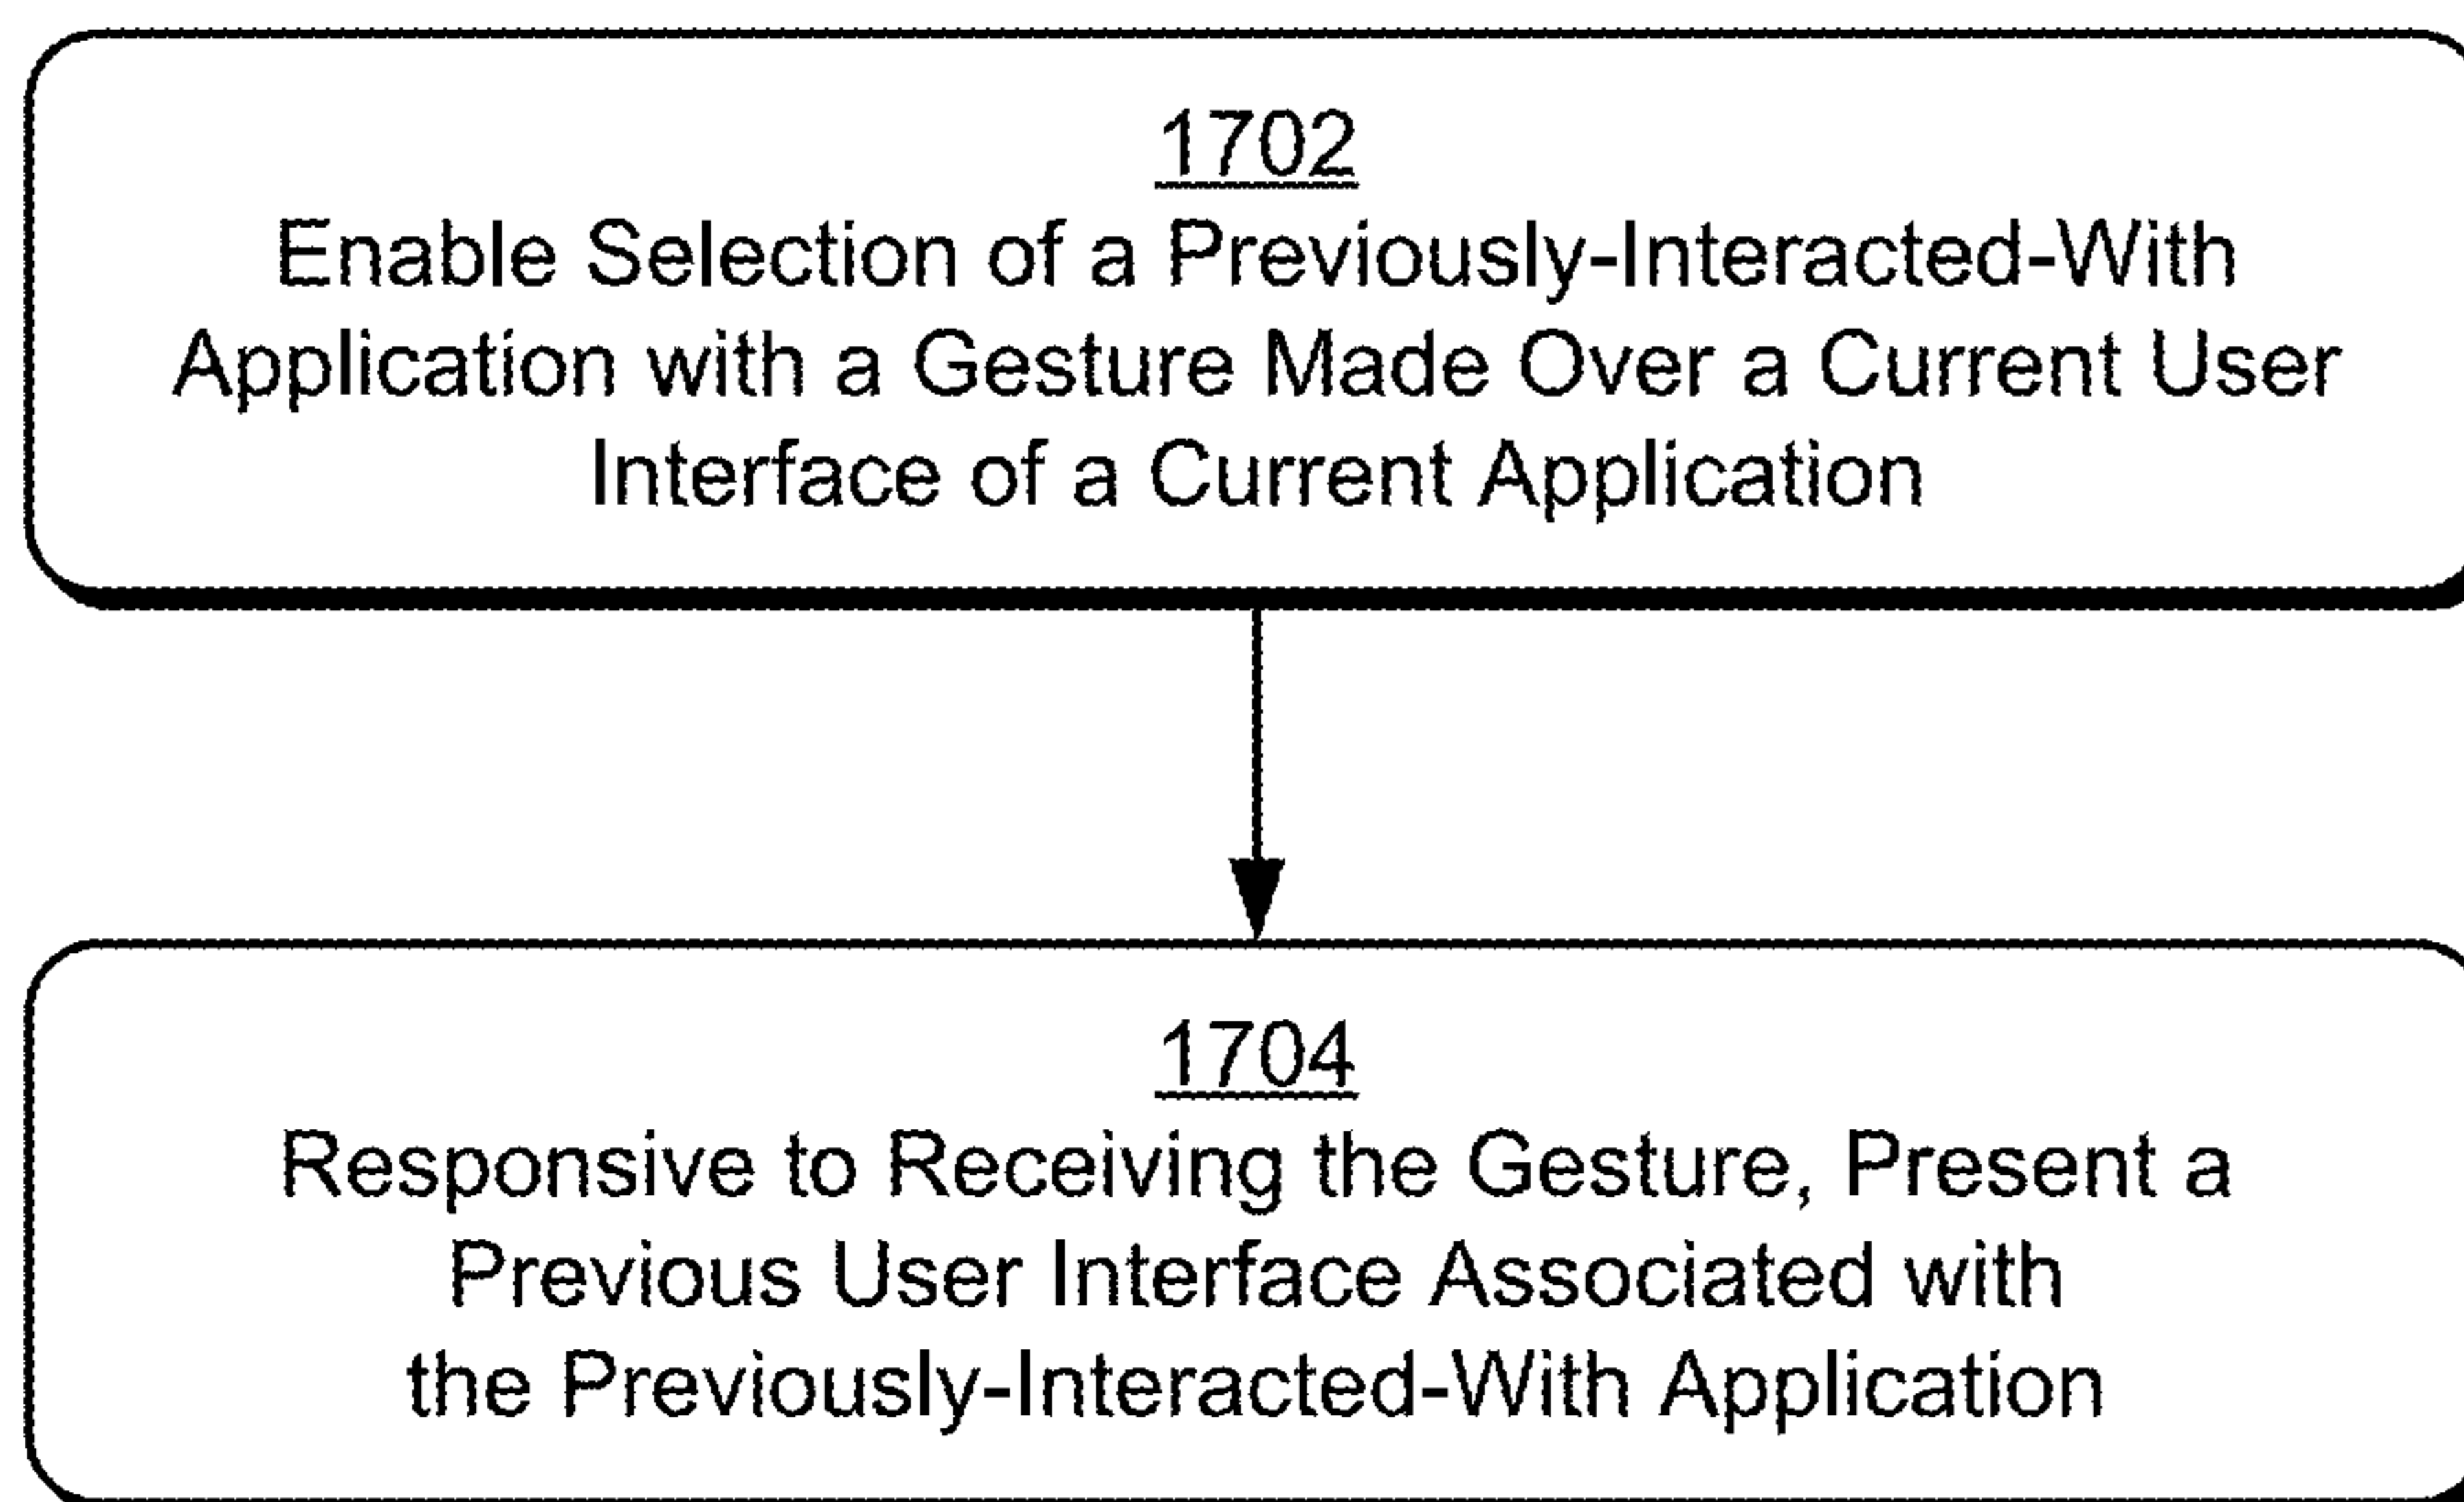 1702
Enable Selection of a Previously-Interacted-With
Application with a Gesture Made Over a Current User
Interface of a Current Application
1704
Responsive to Receiving the Gesture, Present a
Previous User Interface Associated with
the Previously-Interacted-With Application